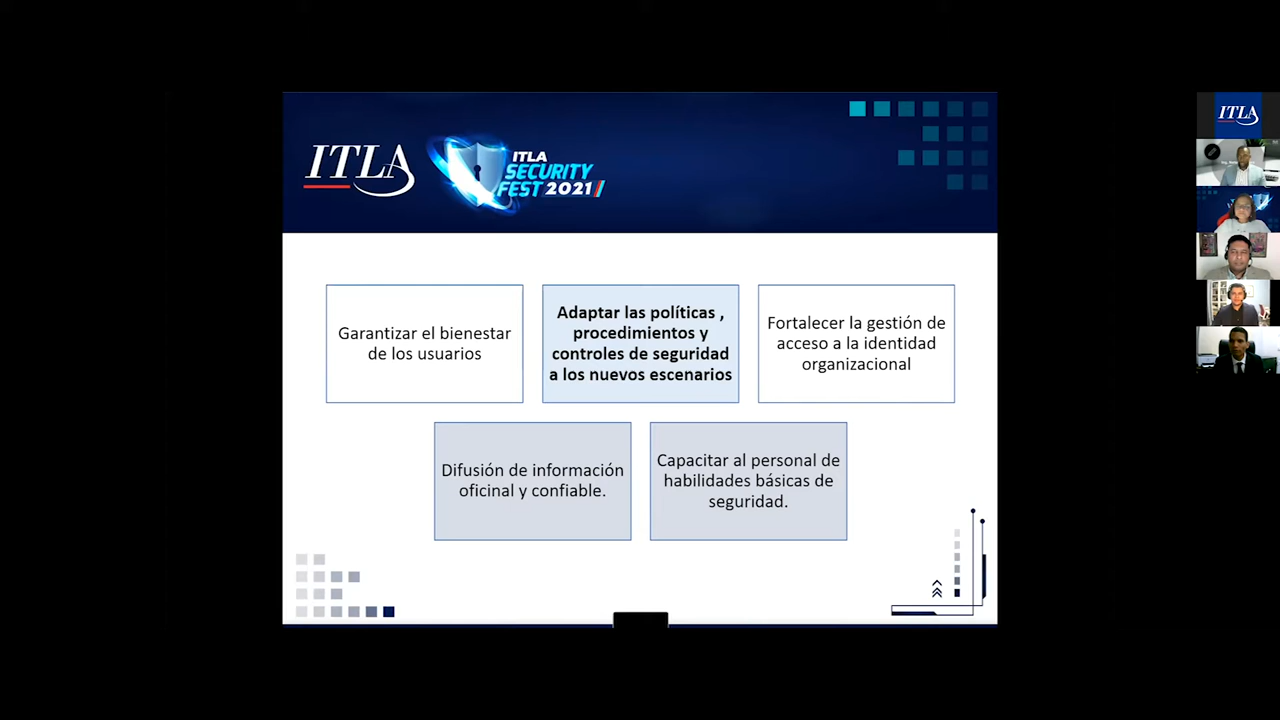 ITLA
ITLA
SECURITY
FEST 2021
Garantizar el bienestar
de los usuarios
Adaptar las políticas ,
procedimientos y
controles de seguridad
a los nuevos escenarios
Fortalecer la gestión de
acceso a la identidad
organizacional
Difusión de información
oficinal y confiable.
Capacitar al personal de
habilidades básicas de
seguridad.
ITLA